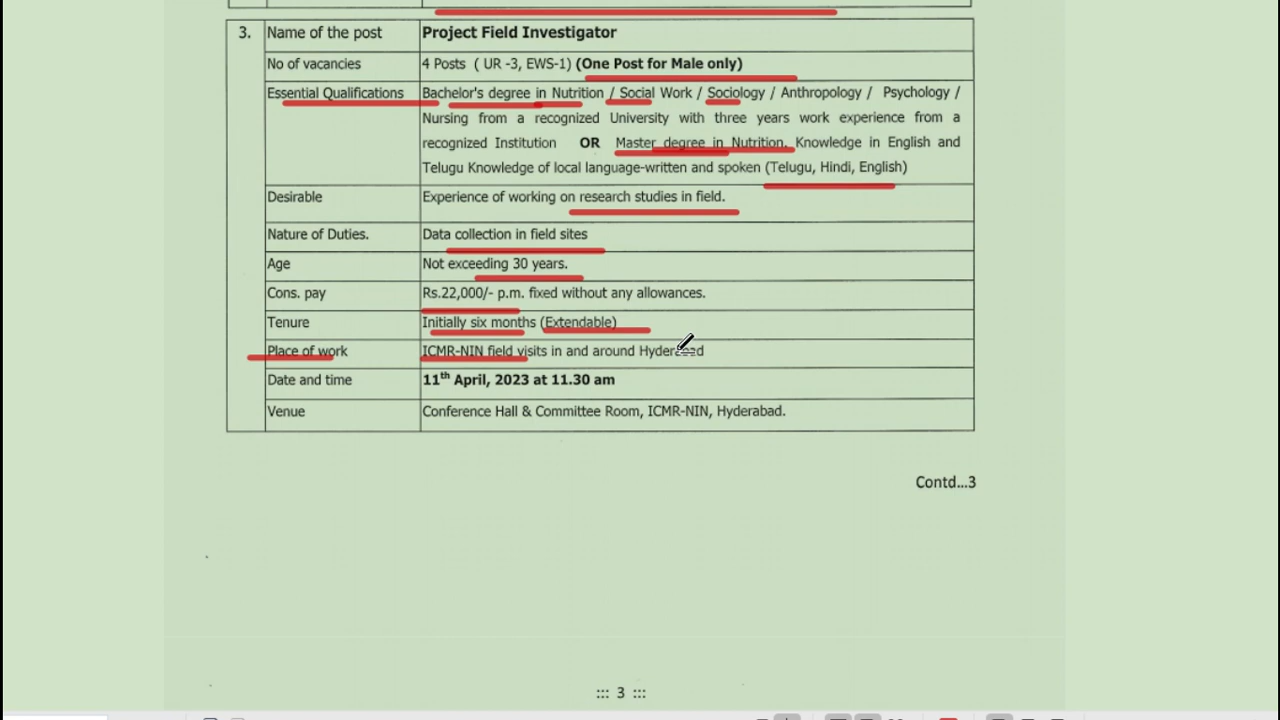 3. Name of the post Project Field Investigator
No of vacancies 4 Posts ( UR -3, EWS-1) (One Post for Male only)
Essential Qualifications Bachelor's degree in Nutrition / Social Work / Sociology / Anthropology / Psychology /
Nursing from a recognized University with three years work experience from a
recognized Institution OR Master degree in Nutrition. Knowledge in English and
Telugu Knowledge of local language-written and spoken (Telugu, Hindi, English)
Desirable Experience of working on research studies in field.
Nature of Duties. Data collection in field sites
Age Not exceeding 30 years.
Cons. pay Rs.22,000/- p.m. fixed without any allowances.
Tenure Initially six months (Extendable)
Place of work ICMR-NIN field visits in and around Hyderabad
Date and time 11th April, 2023 at 11.30 am
Venue Conference Hall & Committee Room, ICMR-NIN, Hyderabad.
Contd...3
::: 3 :::